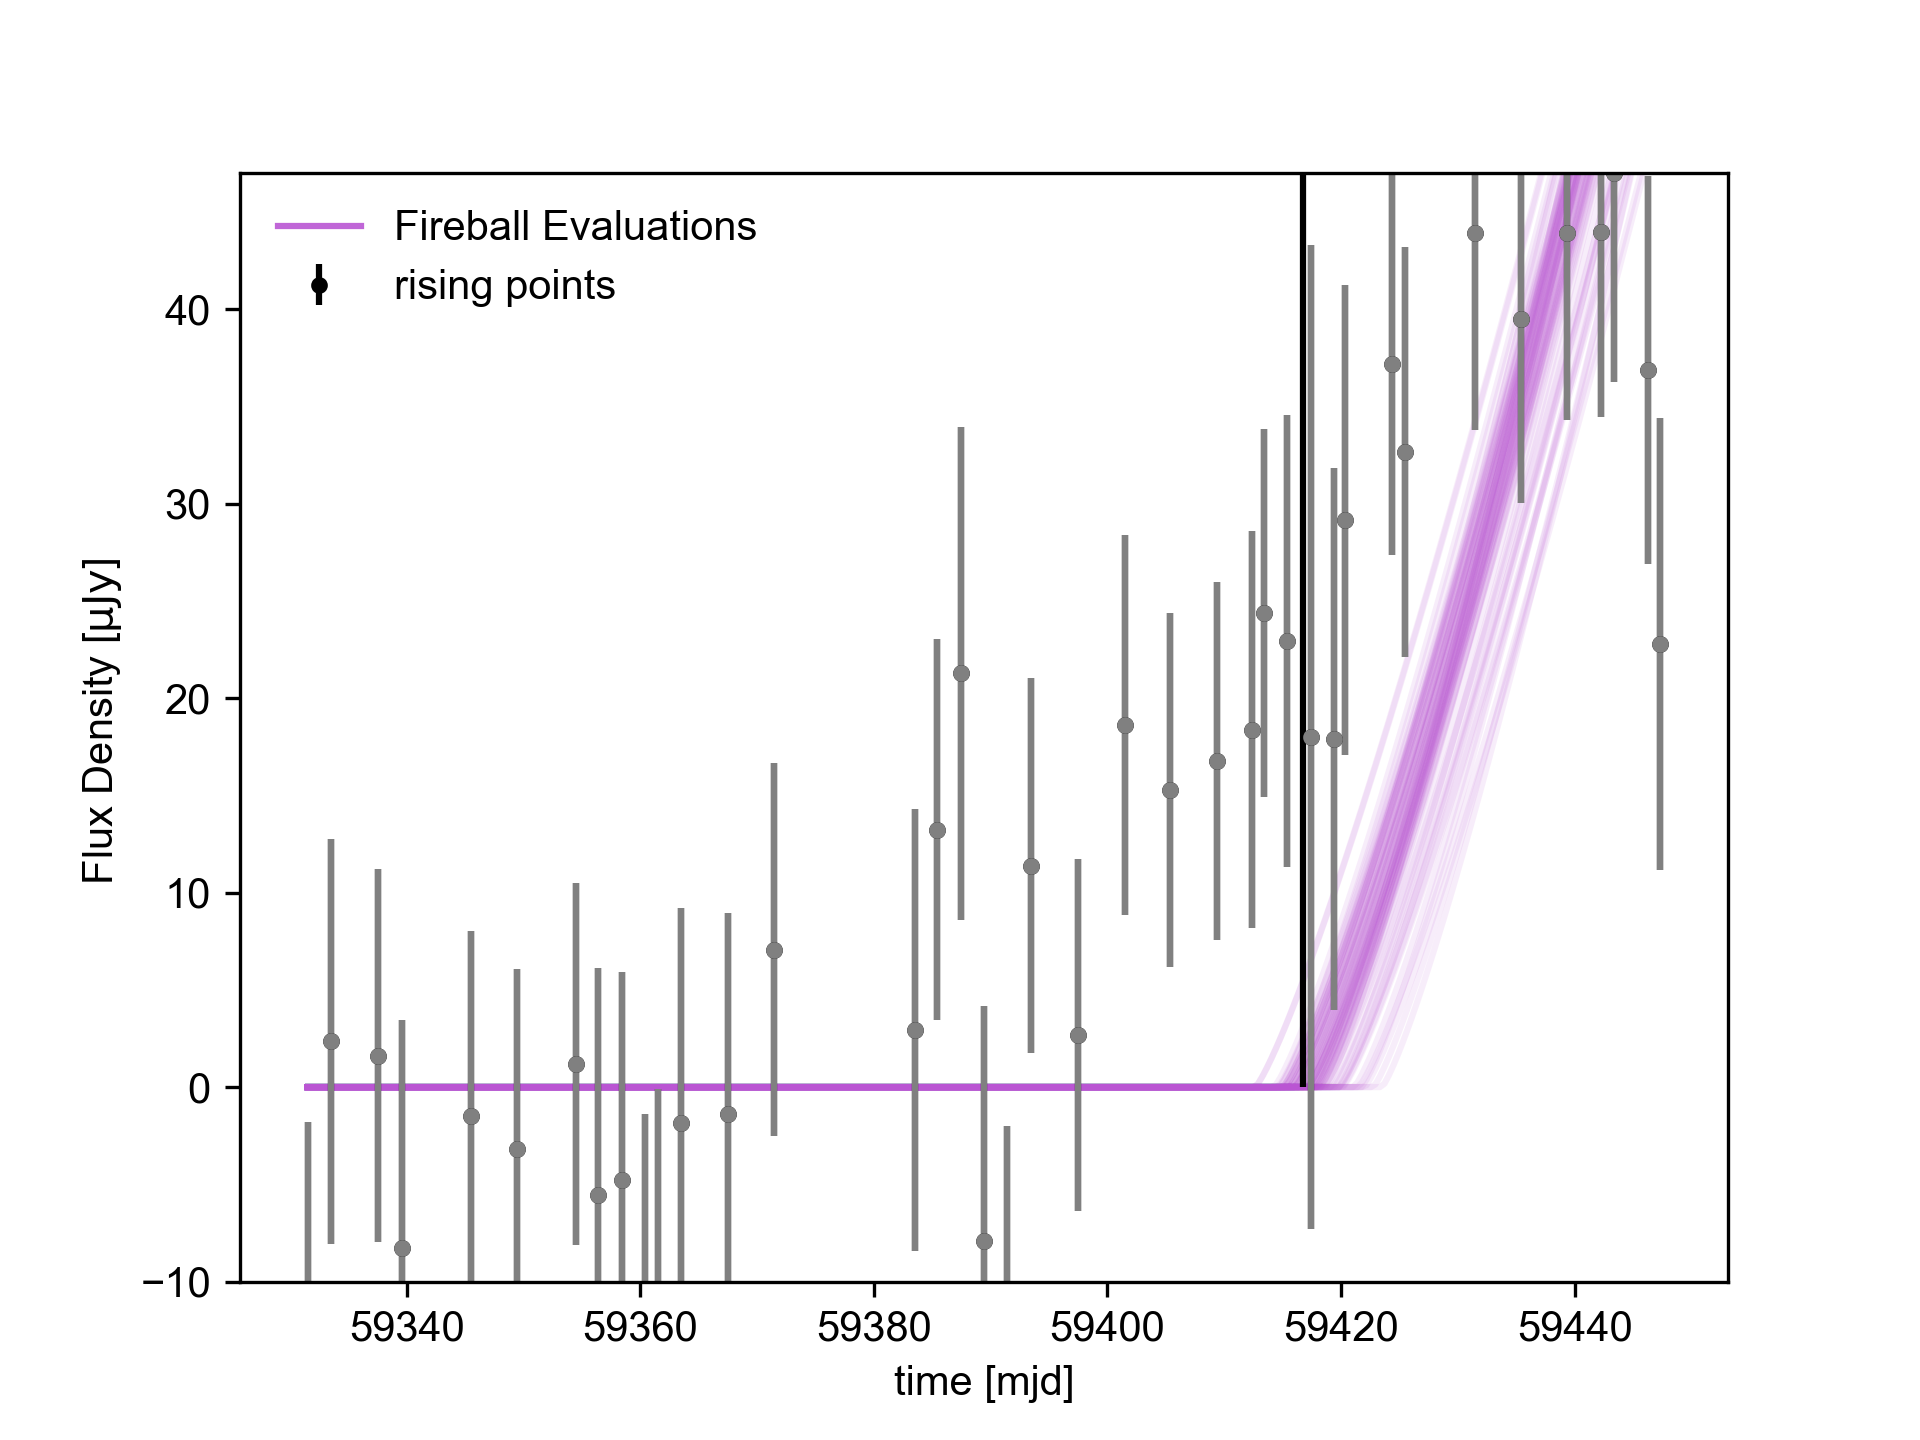 Fireball Evaluations
rising points
40
30
20
10
0
−10
Flux Density [μJy]
59340 59360 59380 59400 59420 59440
time [mjd]